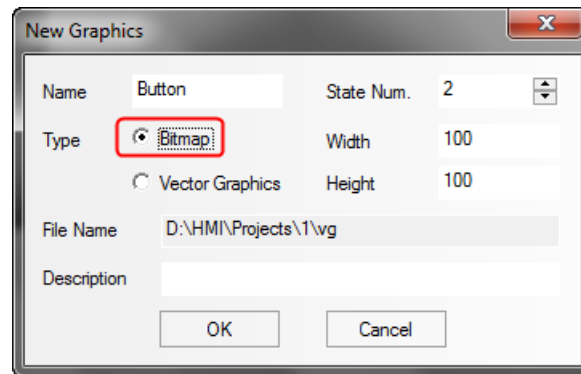 New Graphics
Name Button State Num. 2
Type Bitmap Width 100
Vector Graphics Height 100
File Name D:\HMI\Projects\1\vg
Description
OK Cancel